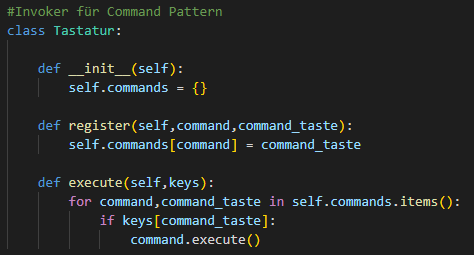 #Invoker für Command Pattern
class Tastatur:
def __init__(self):
self.commands = {}
def register(self,command,command_taste):
self.commands[command] = command_taste
def execute(self,keys):
for command,command_taste in self.commands.items():
if keys[command_taste]:
command.execute()